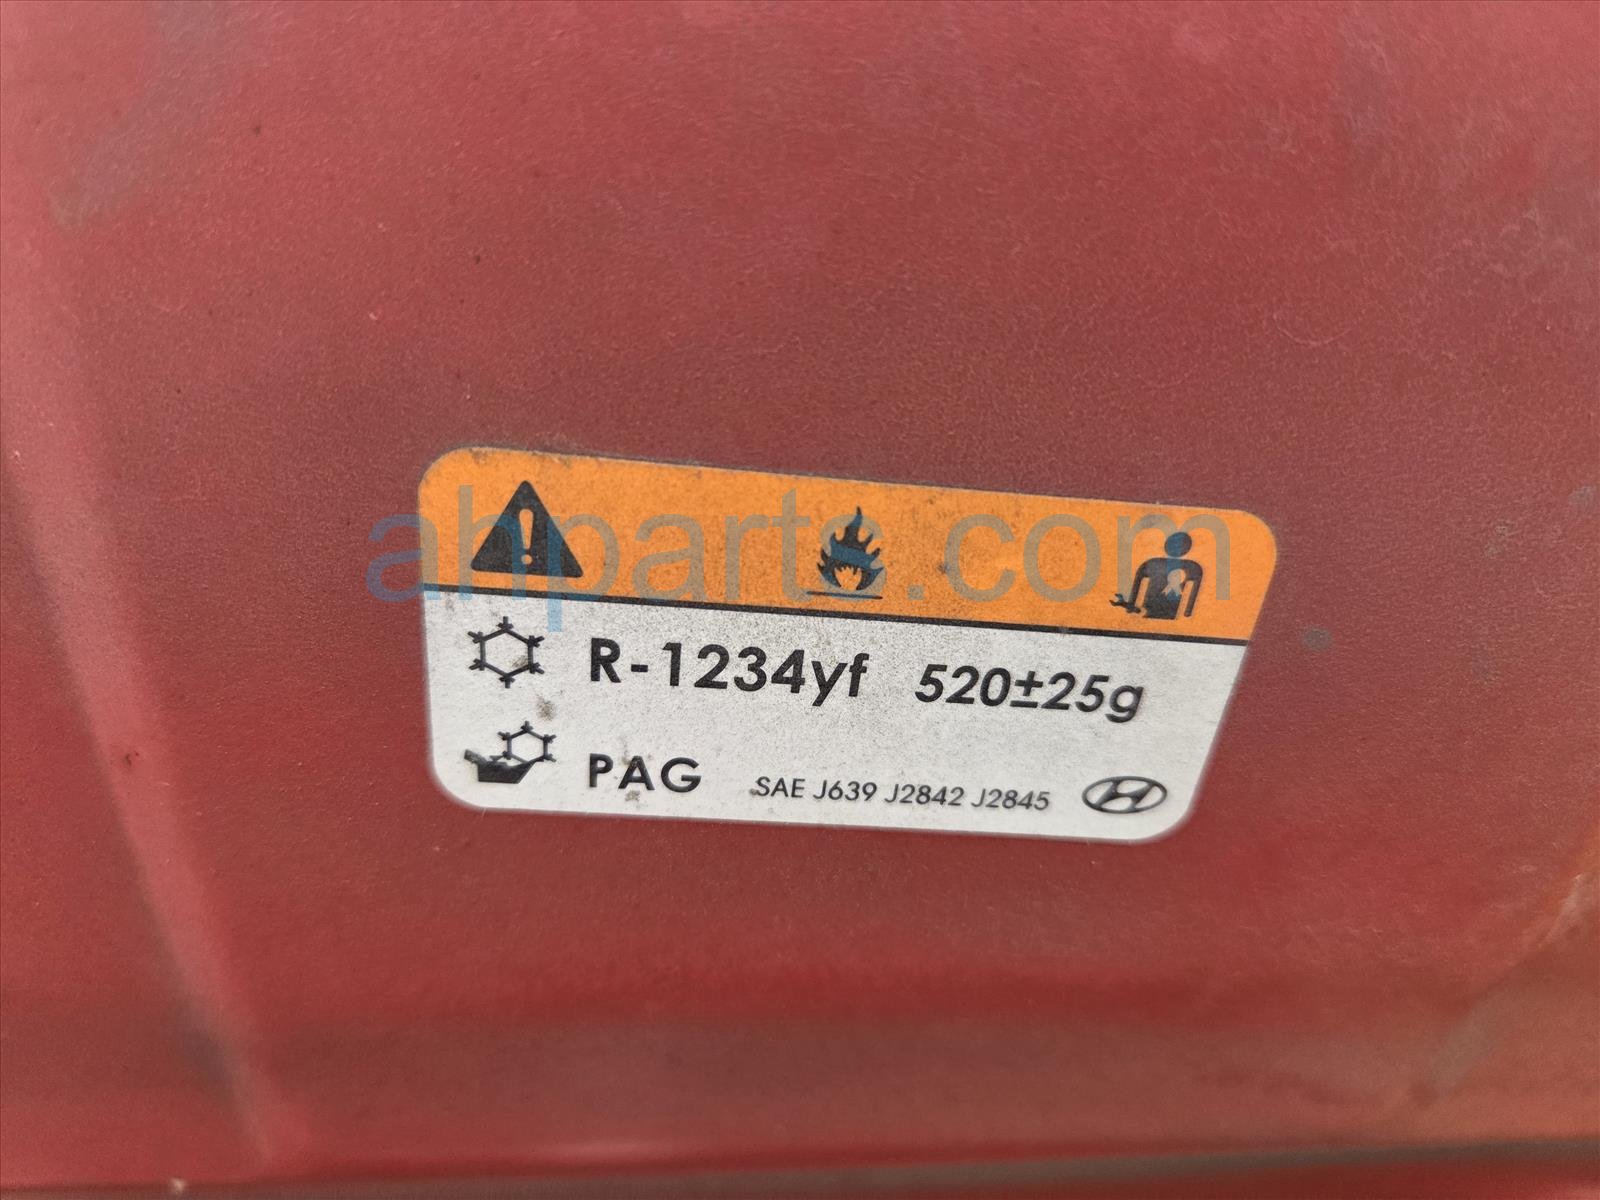 ahparts.com
R-1234yf 520±25g
PAG SAE J639 J2842 J2845